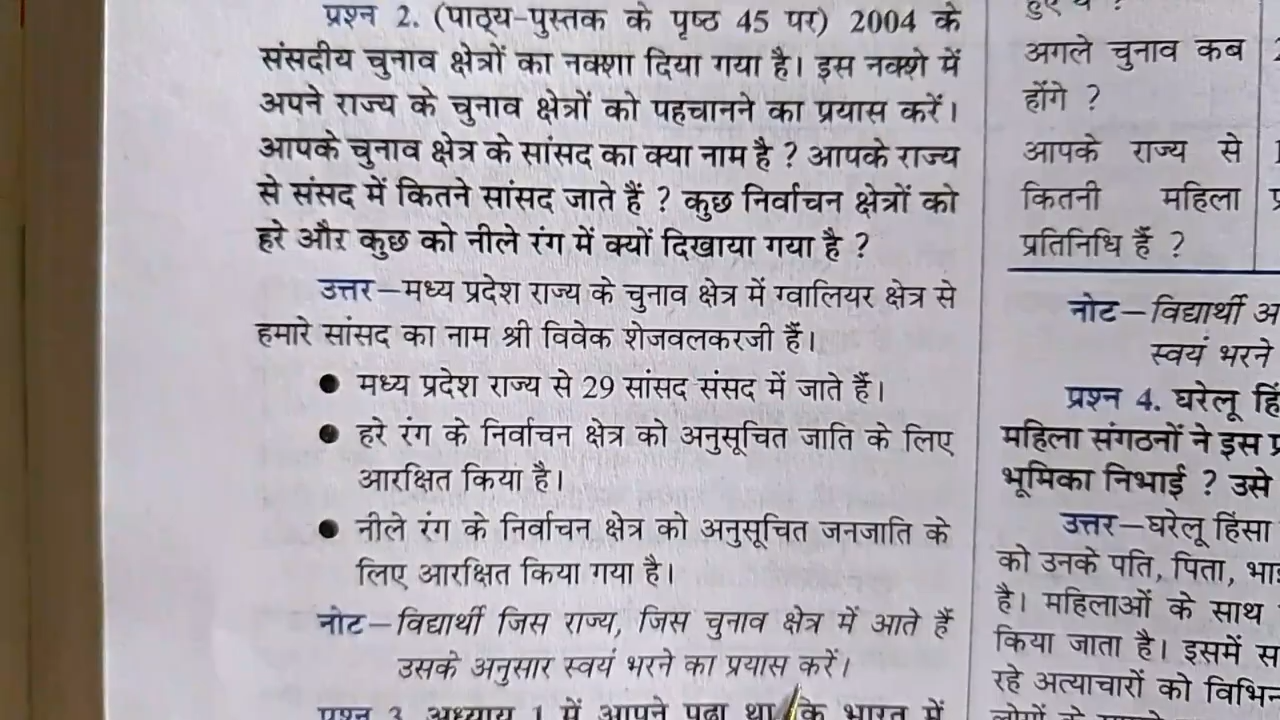 प्रश्न 2. (पाठ्य-पुस्तक के पृष्ठ 45 पर) 2004 के
संसदीय चुनाव क्षेत्रों का नक्शा दिया गया है। इस नक्शे में
अपने राज्य के चुनाव क्षेत्रों को पहचानने का प्रयास करें।
आपके चुनाव क्षेत्र के सांसद का क्या नाम है ? आपके राज्य
से संसद में कितने सांसद जाते हैं ? कुछ निर्वाचन क्षेत्रों को
हरे और कुछ को नीले रंग में क्यों दिखाया गया है ?
उत्तर–मध्य प्रदेश राज्य के चुनाव क्षेत्र में ग्वालियर क्षेत्र से
हमारे सांसद का नाम श्री विवेक शेजवलकरजी हैं।
● मध्य प्रदेश राज्य से 29 सांसद संसद में जाते हैं।
● हरे रंग के निर्वाचन क्षेत्र को अनुसूचित जाति के लिए
आरक्षित किया है।
● नीले रंग के निर्वाचन क्षेत्र को अनुसूचित जनजाति के
लिए आरक्षित किया गया है।
नोट–विद्यार्थी जिस राज्य, जिस चुनाव क्षेत्र में आते हैं
उसके अनुसार स्वयं भरने का प्रयास करें।
प्रश्न 3. अध्याय 1 में आपने पढ़ा था कि भारत में
अगले चुनाव कब
होंगे ?
आपके राज्य से
कितनी महिला
प्रतिनिधि हैं ?
नोट–विद्यार्थी
स्वयं भरने
प्रश्न 4. घरेलू
महिला संगठनों ने इस
भूमिका निभाई ? उसे
उत्तर–घरेलू हिंसा
को उनके पति, पिता,
है। महिलाओं के साथ
किया जाता है। इसमें
रहे अत्याचारों को